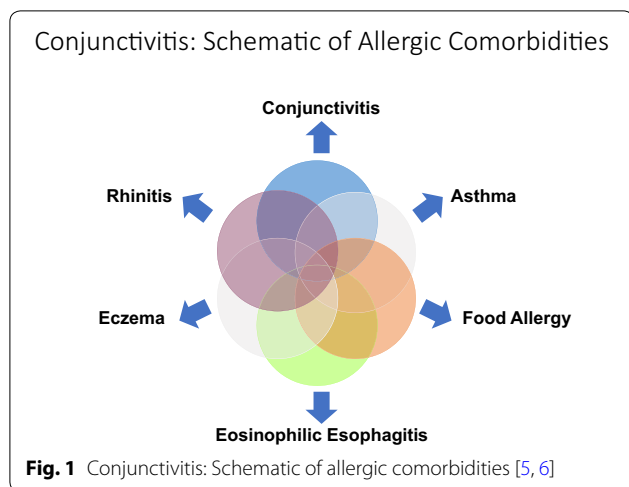 Conjunctivitis: Schematic of Allergic Comorbidities
Conjunctivitis
Rhinitis
Asthma
Eczema
Food Allergy
Eosinophilic Esophagitis
Fig. 1 Conjunctivitis: Schematic of allergic comorbidities [5, 6]